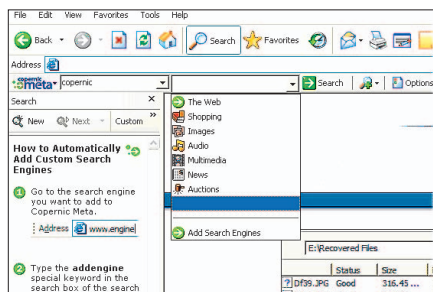 File Edit View Favorites Tools Help
Back Search Favorites
Address
copernic meta copernic Search Options
Search
New Next Custom
The Web
Shopping
Images
Audio
Multimedia
News
Auctions
Add Search Engines
How to Automatically
Add Custom Search
Engines
1 Go to the search engine
you want to add to
Copernic Meta.
Address www.engine
2 Type the addengine
special keyword in the
search box of the search
E:\Recovered Files
Status Size
Df39.JPG Good 316.45 ...